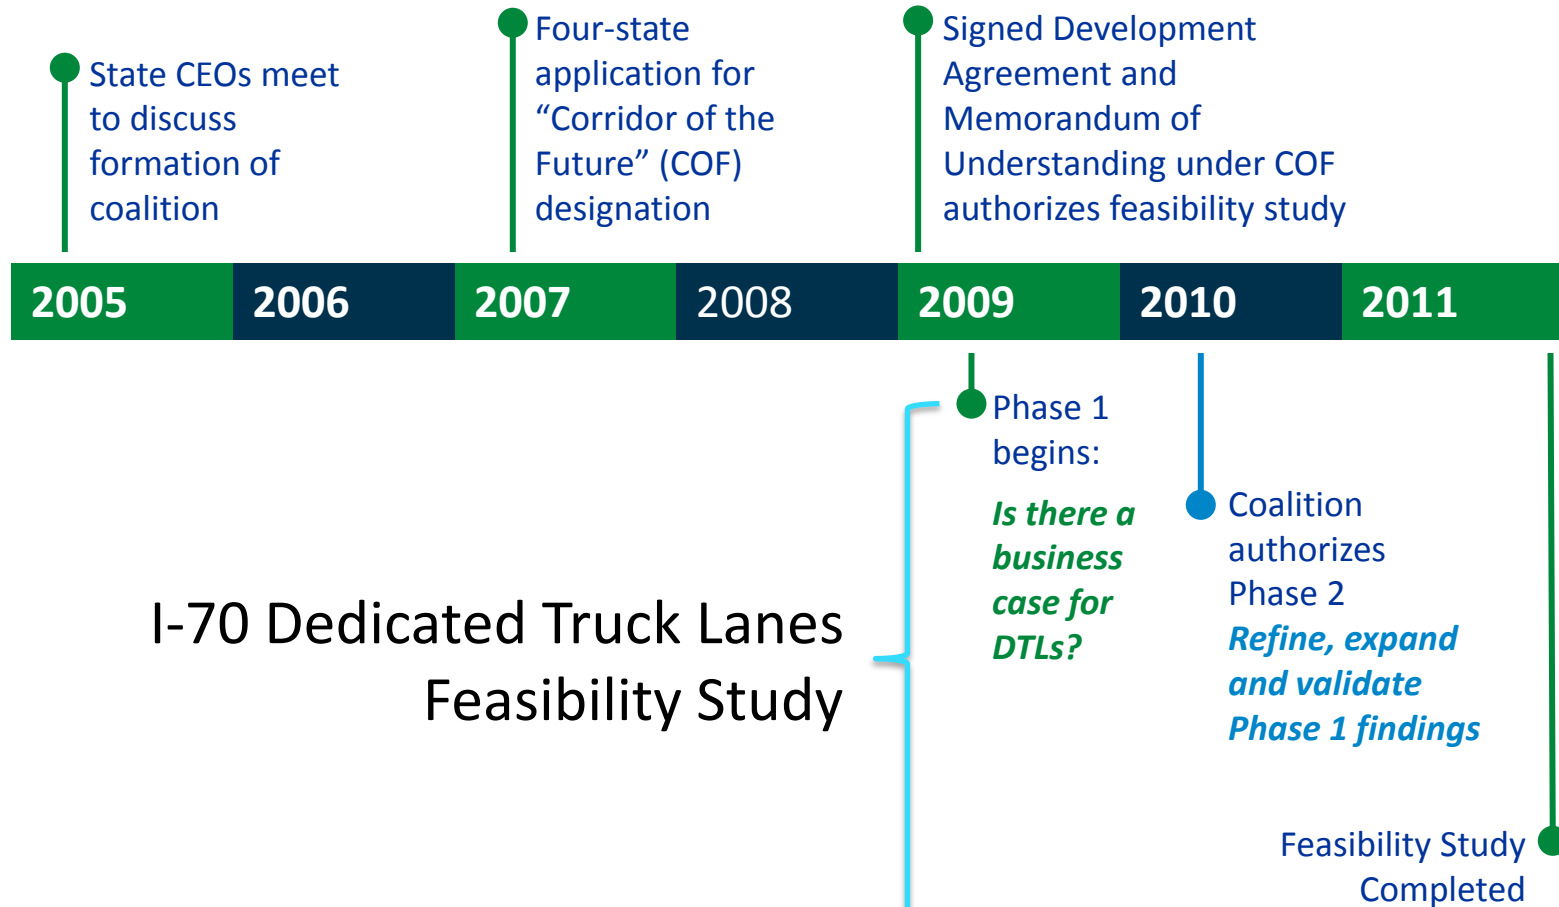 State CEOs meet
to discuss
formation of
coalition
Four-state
application for
“Corridor of the
Future” (COF)
designation
Signed Development
Agreement and
Memorandum of
Understanding under COF
authorizes feasibility study
2005
2006
2007
2008
2009
2010
2011
Phase 1
begins:
Is there a
business
case for
DTLs?
Coalition
authorizes
Phase 2
Refine, expand
and validate
Phase 1 findings
I-70 Dedicated Truck Lanes
Feasibility Study
Feasibility Study
Completed